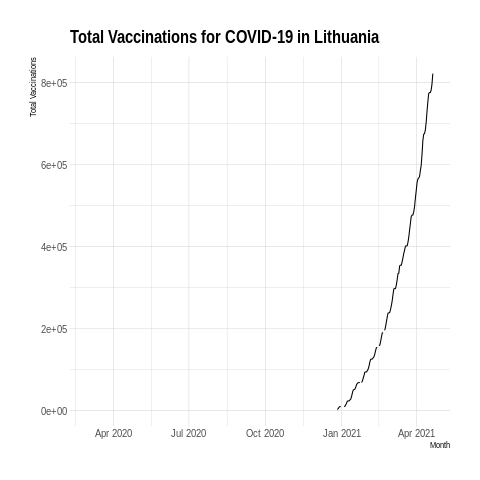 Total Vaccinations for COVID-19 in Lithuania
Total Vaccinations
8e+05
6e+05
4e+05
2e+05
0e+00
Apr 2020 Jul 2020 Oct 2020 Jan 2021 Apr 2021
Month